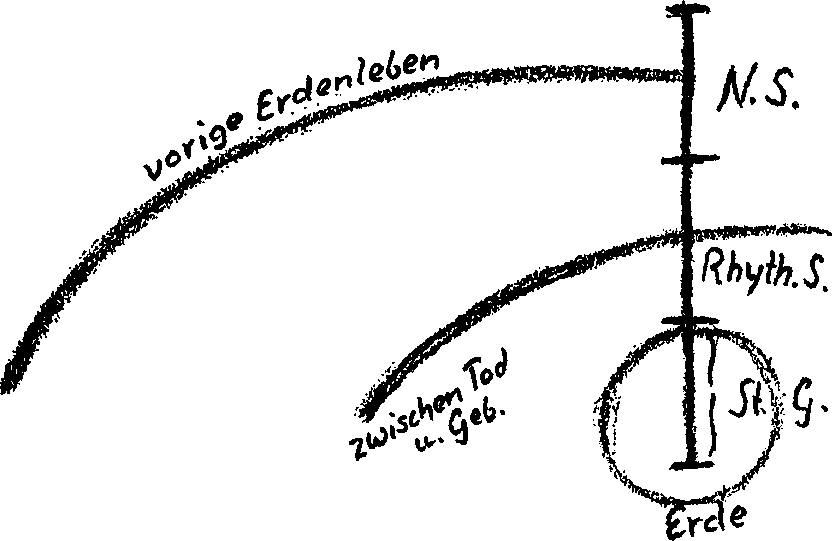 vorige Erdenleben
N.S.
Rhyth.S.
zwischen Tod
u. Geb.
St. G.
Erde